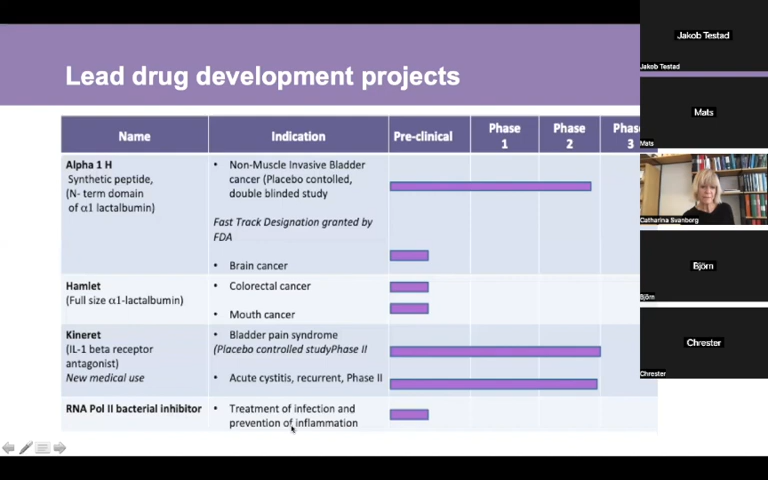 Lead drug development projects
Name
Indication
Pre-clinical
Phase
1
Phase
2
Phase
3
Alpha 1 H
Synthetic peptide,
(N- term domain
of α1 lactalbumin)
• Non-Muscle Invasive Bladder
cancer (Placebo contolled,
double blinded study
Fast Track Designation granted by
FDA
• Brain cancer
Hamlet
(Full size α1-lactalbumin)
• Colorectal cancer
• Mouth cancer
Kineret
(IL-1 beta receptor
antagonist)
New medical use
• Bladder pain syndrome
(Placebo controlled studyPhase II
• Acute cystitis, recurrent, Phase II
RNA Pol II bacterial inhibitor
• Treatment of infection and
prevention of inflammation
Jakob Testad
Jakob Testad
Mats
Mats
Catharina Svanborg
Björn
Björn
Chrester
Chrester